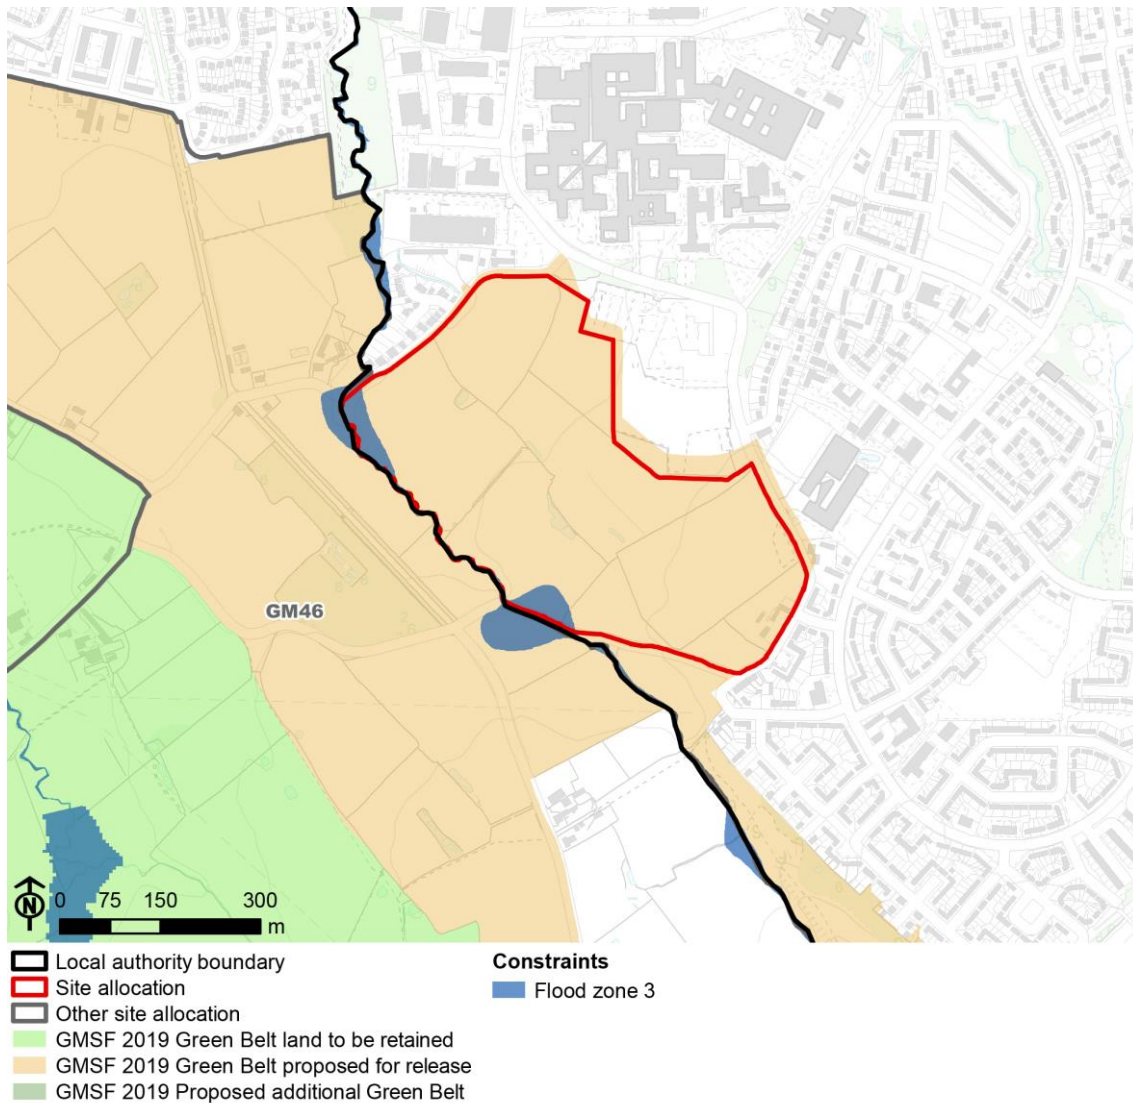 GM46
N
0 75 150 300
m
Local authority boundary
Site allocation
Other site allocation
GMSF 2019 Green Belt land to be retained
GMSF 2019 Green Belt proposed for release
GMSF 2019 Proposed additional Green Belt
Constraints
Flood zone 3